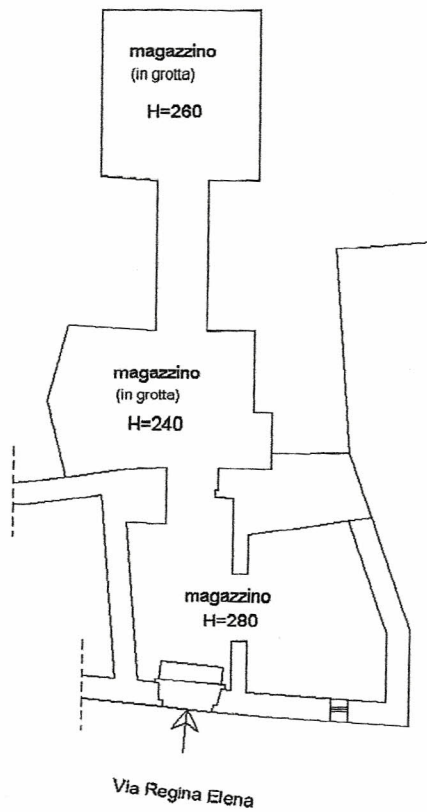 magazzino
(in grotta)
H=260
magazzino
(in grotta)
H=240
magazzino
H=280
Via Regina Elena